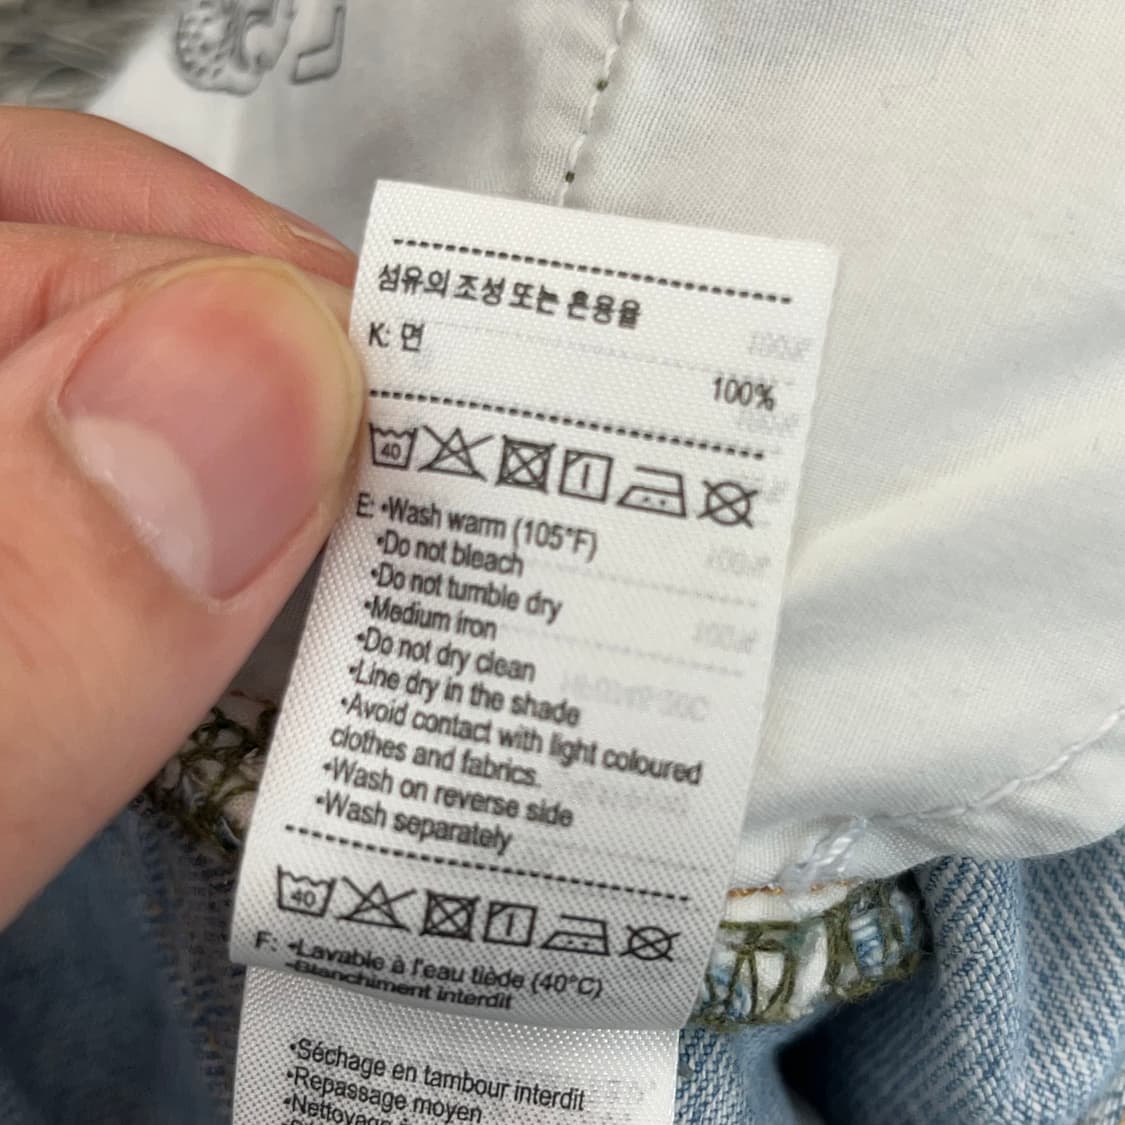 섬유의 조성 또는 혼용율
K: 면
100%
40
E: •Wash warm (105°F)
•Do not bleach
•Do not tumble dry
•Medium iron
•Do not dry clean
•Line dry in the shade
•Avoid contact with light coloured
clothes and fabrics.
•Wash on reverse side
•Wash separately
40
F: •Lavable à l'eau tiède (40°C)
•Blanchiment interdit
•Séchage en tambour interdit
•Repassage moyen
•Nettoyage